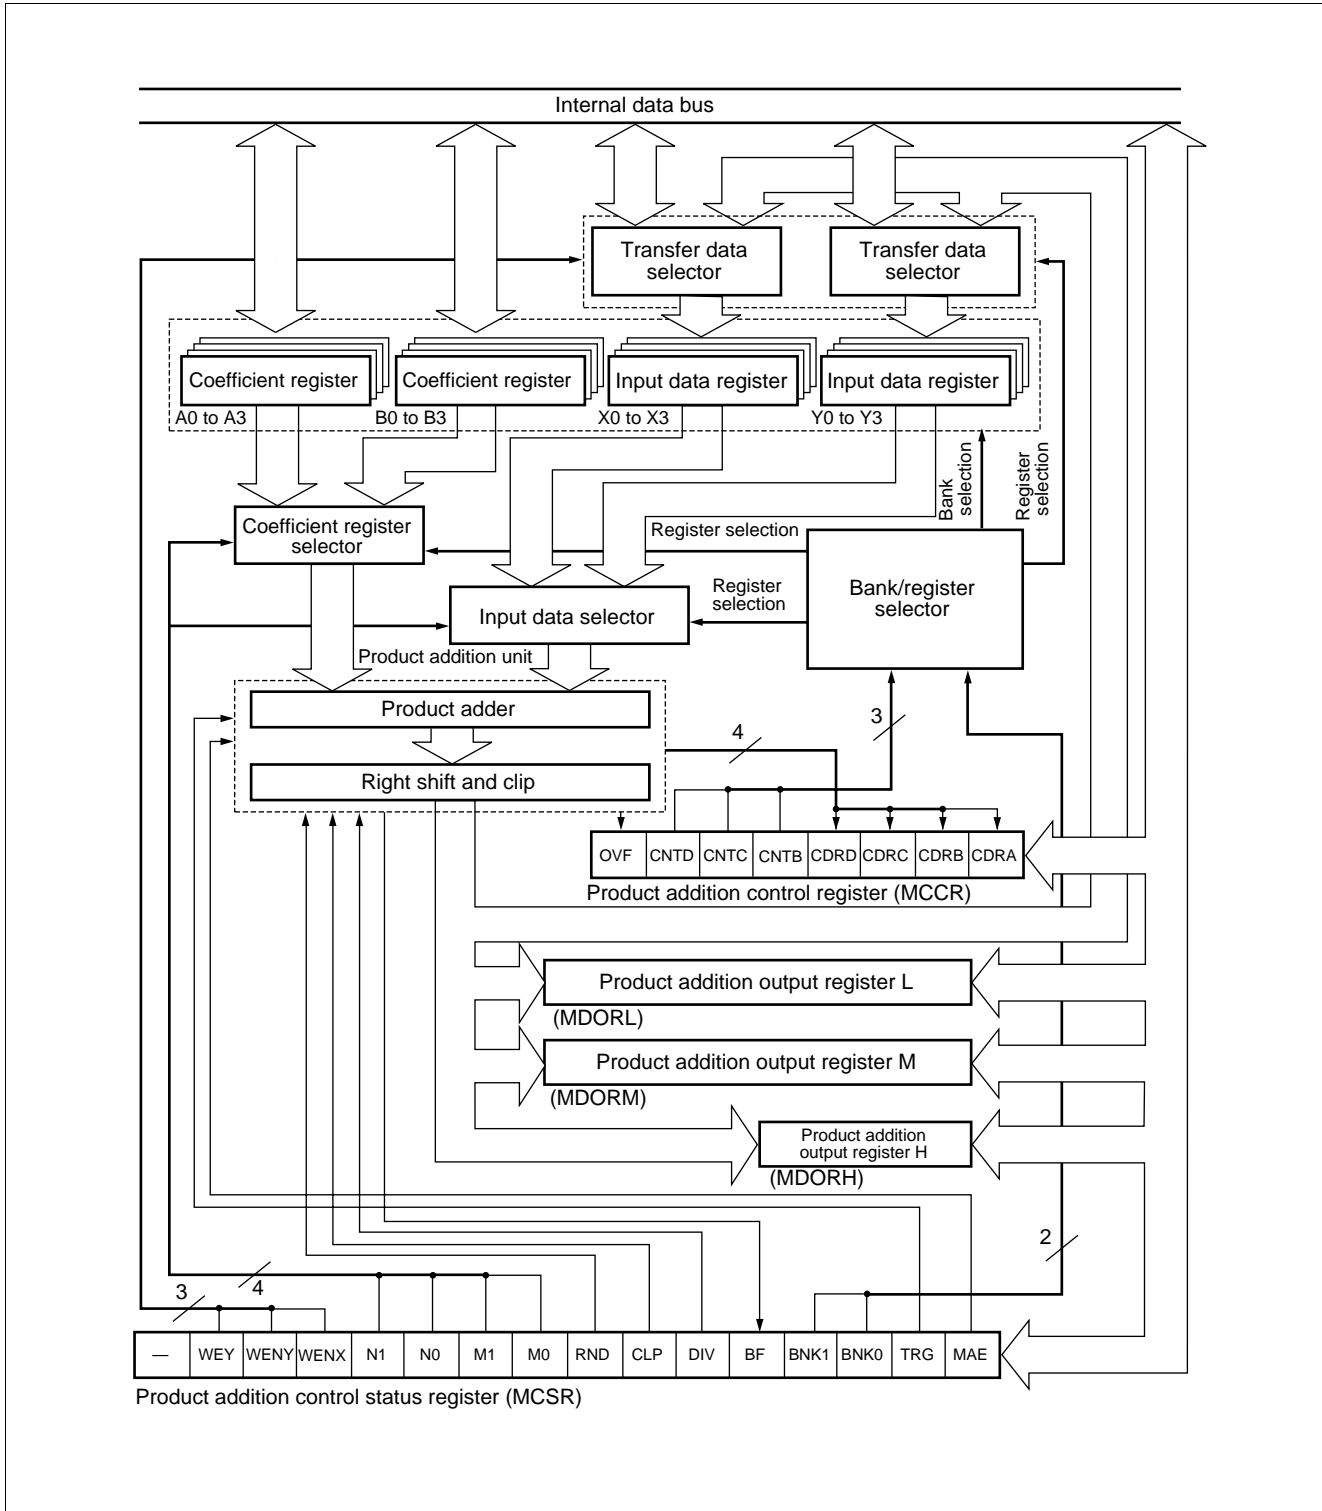 Internal data bus
Transfer data
selector
Transfer data
selector
Coefficient register
Coefficient register
Input data register
Input data register
A0 to A3
B0 to B3
X0 to X3
Y0 to Y3
Bank
selection
Register
selection
Coefficient register
selector
Register selection
Bank/register
selector
Register
selection
Input data selector
Product addition unit
Product adder
Right shift and clip
4
3
OVF
CNTD
CNTC
CNTB
CDRD
CDRC
CDRB
CDRA
Product addition control register (MCCR)
Product addition output register L
(MDORL)
Product addition output register M
(MDORM)
Product addition
output register H
(MDORH)
2
4
3
—
WEY
WENY
WENX
N1
N0
M1
M0
RND
CLP
DIV
BF
BNK1
BNK0
TRG
MAE
Product addition control status register (MCSR)